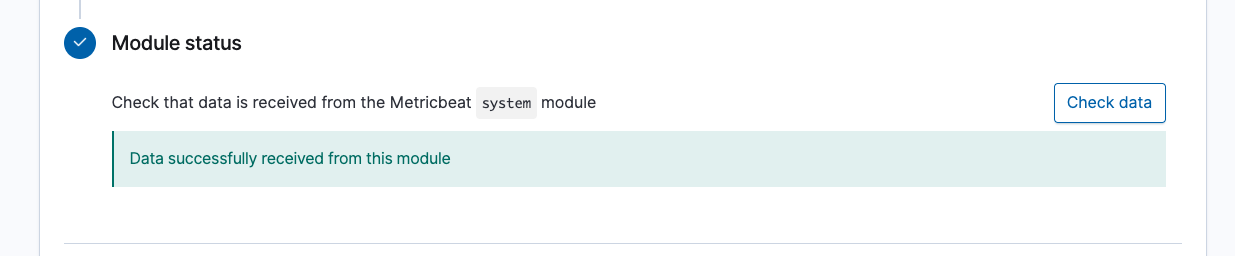 Module status
Check that data is received from the Metricbeat system module
Check data
Data successfully received from this module